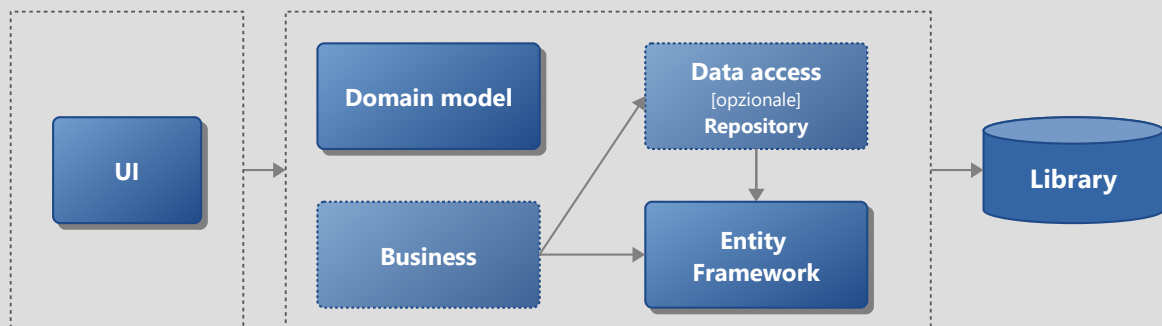 UI
Domain model
Business
Data access
[opzionale]
Repository
Entity
Framework
Library